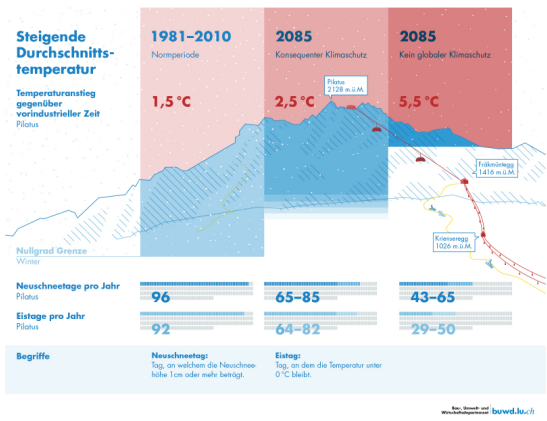 Steigende
Durchschnitts-
temperatur
1981–2010
Normperiode
2085
Konsequenter Klimaschutz
2085
Kein globaler Klimaschutz
Temperaturanstieg
gegenüber
vorindustrieller Zeit
Pilatus
1,5 °C
2,5 °C
5,5 °C
Pilatus
2128 m.ü.M.
Fräkmüntegg
1416 m.ü.M.
Krienseregg
1026 m.ü.M.
Nullgrad Grenze
Winter
Neuschneetage pro Jahr
Pilatus
96
65–85
43–65
Eistage pro Jahr
Pilatus
92
64–82
29–50
Begriffe
Neuschneetag:
Tag, an welchem die Neuschnee-
höhe 1 cm oder mehr beträgt.
Eistag:
Tag, an dem die Temperatur unter
0 °C bleibt.
Bau-, Umwelt- und
Wirtschaftsdepartement
buwd.lu.ch